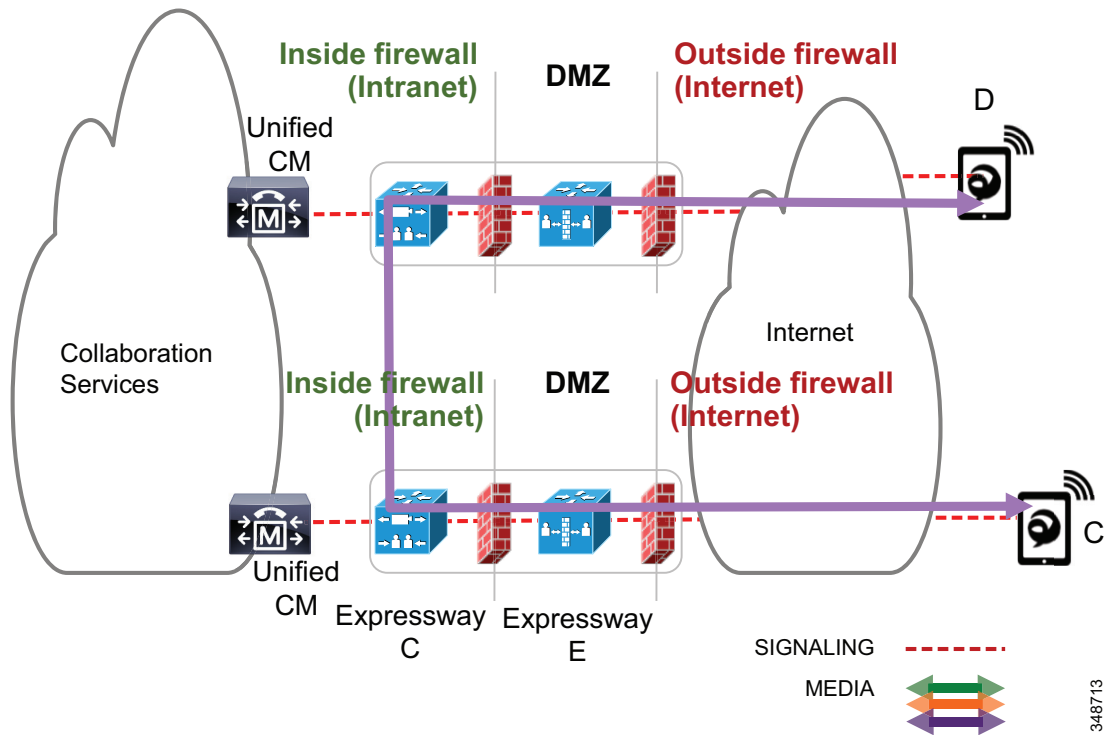 Inside firewall
(Intranet)
DMZ
Outside firewall
(Internet)
D
Unified
CM
M
Collaboration
Services
Internet
Inside firewall
(Intranet)
DMZ
Outside firewall
(Internet)
M
C
Unified
CM
Expressway
C
Expressway
E
SIGNALING
MEDIA
348713